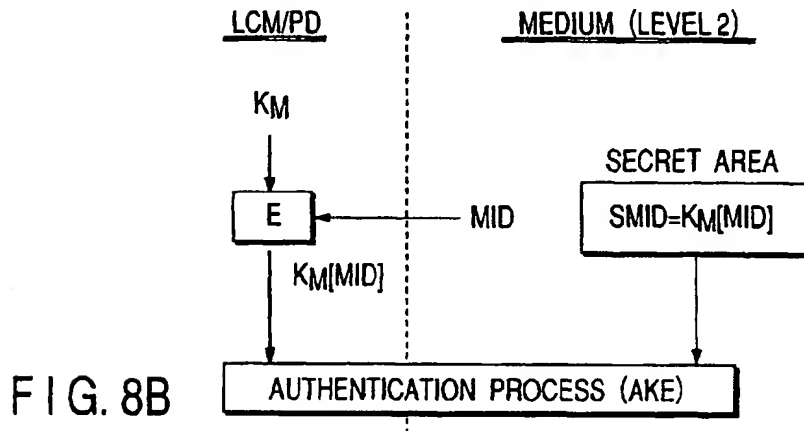 LCM/PD
MEDIUM (LEVEL 2)
KM
SECRET AREA
E
MID
SMID=KM[MID]
KM[MID]
AUTHENTICATION PROCESS (AKE)
FIG. 8B